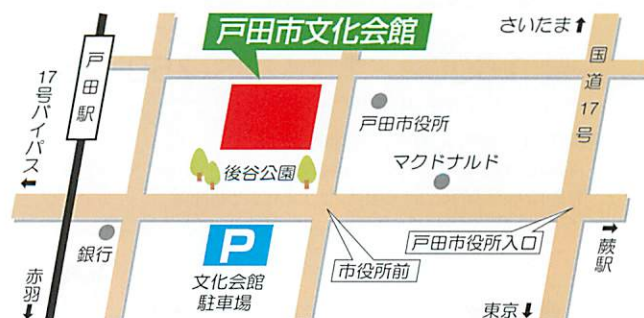 戸田市文化会館
さいたま↑
国道17号
戸田駅
17号バイパス
←
戸田市役所
マクドナルド
後谷公園
銀行
P
文化会館
駐車場
市役所前
戸田市役所入口
→
蕨駅
赤羽
↓
東京↓